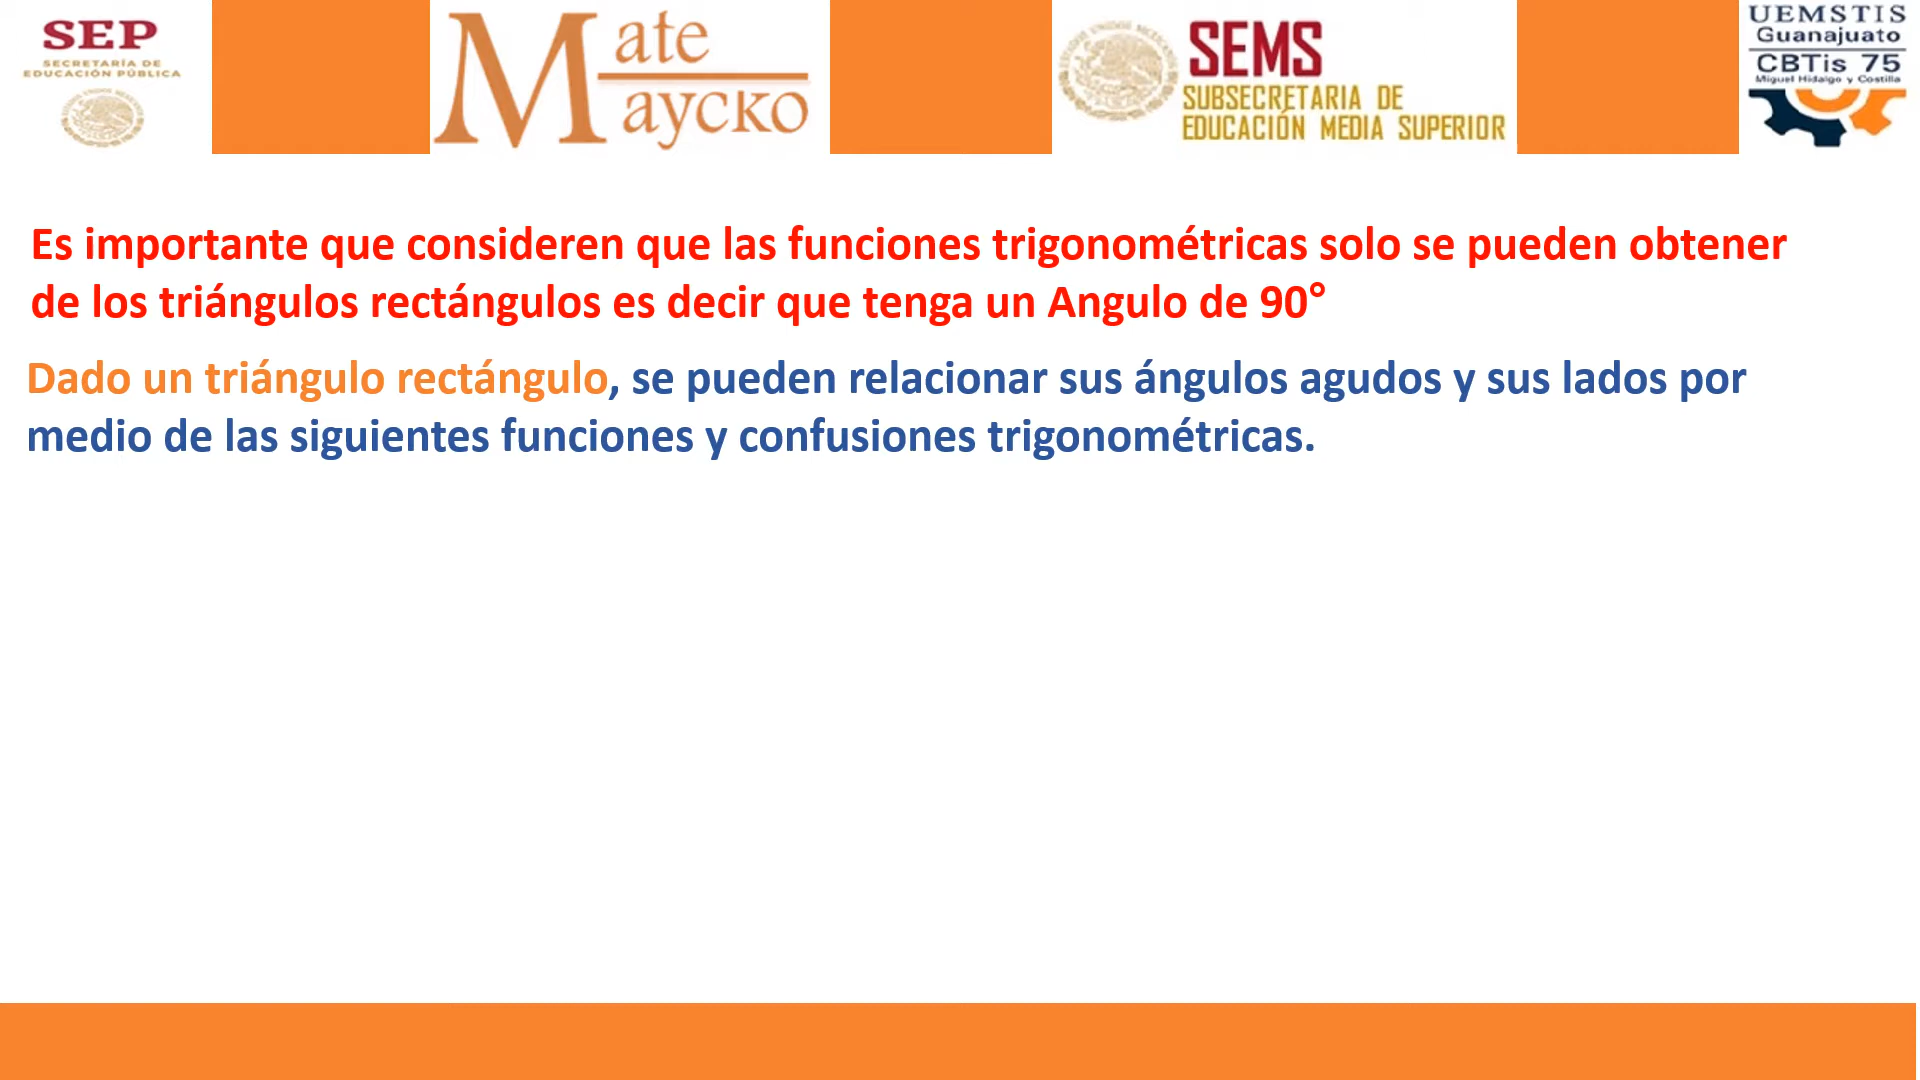 SEP
SECRETARÍA DE
EDUCACIÓN PÚBLICA
Mate
Maycko
SEMS
SUBSECRETARIA DE
EDUCACIÓN MEDIA SUPERIOR
UEMSTIS
Guanajuato
CBTis 75
Miguel Hidalgo y Costilla
Es importante que consideren que las funciones trigonométricas solo se pueden obtener
de los triángulos rectángulos es decir que tenga un Angulo de 90°
Dado un triángulo rectángulo, se pueden relacionar sus ángulos agudos y sus lados por
medio de las siguientes funciones y confusiones trigonométricas.